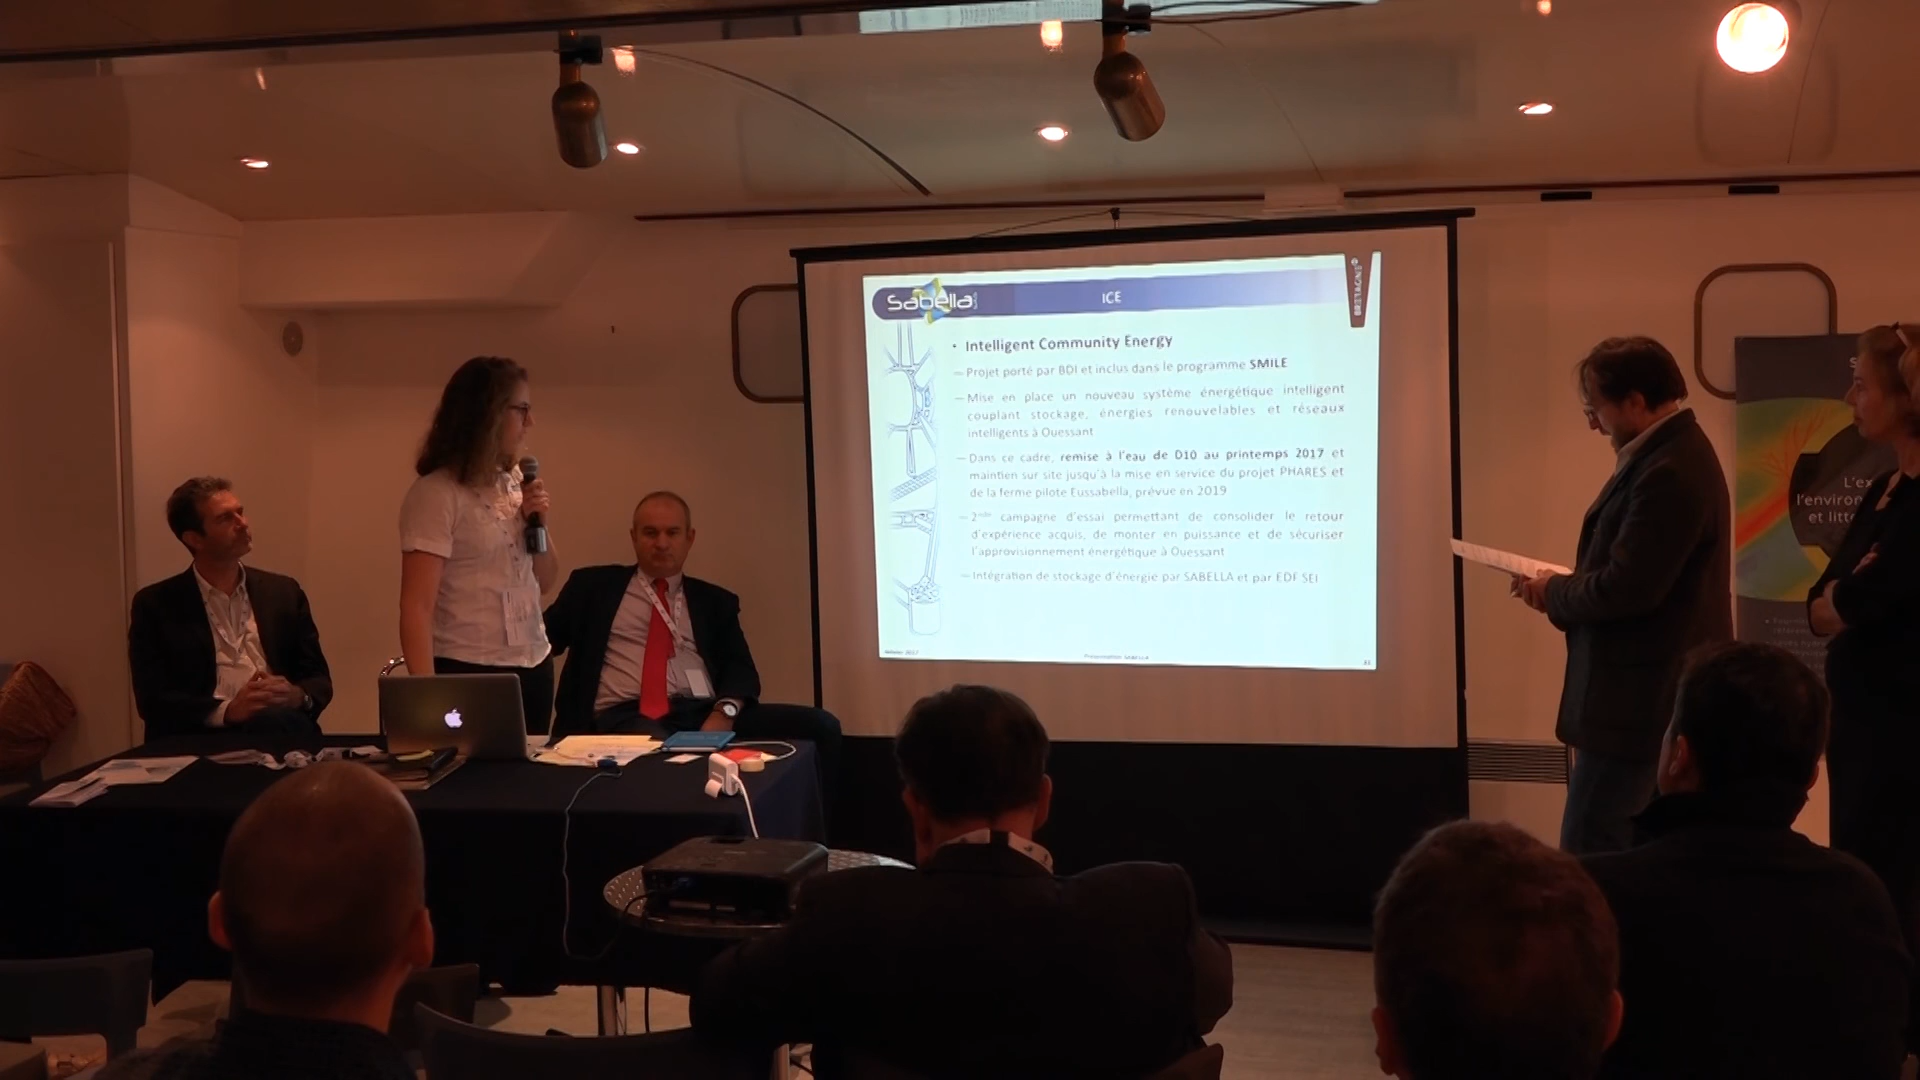 Sabella
ICE
BRETAGNE
• Intelligent Community Energy
– Projet porté par BDI et inclus dans le programme SMILE
– Mise en place un nouveau système énergétique intelligent
couplant stockage, énergies renouvelables et réseaux
intelligents à Ouessant
– Dans ce cadre, remise à l'eau de D10 au printemps 2017 et
maintien sur site jusqu'à la mise en service du projet PHARES et
de la ferme pilote Eussabella, prévue en 2019
– 2nde campagne d'essai permettant de consolider le retour
d'expérience acquis, de monter en puissance et de sécuriser
l'approvisionnement énergétique à Ouessant
– Intégration de stockage d'énergie par SABELLA et par EDF SEI
2017
Présentation SABELLA
L'ex
l'environ
et litt